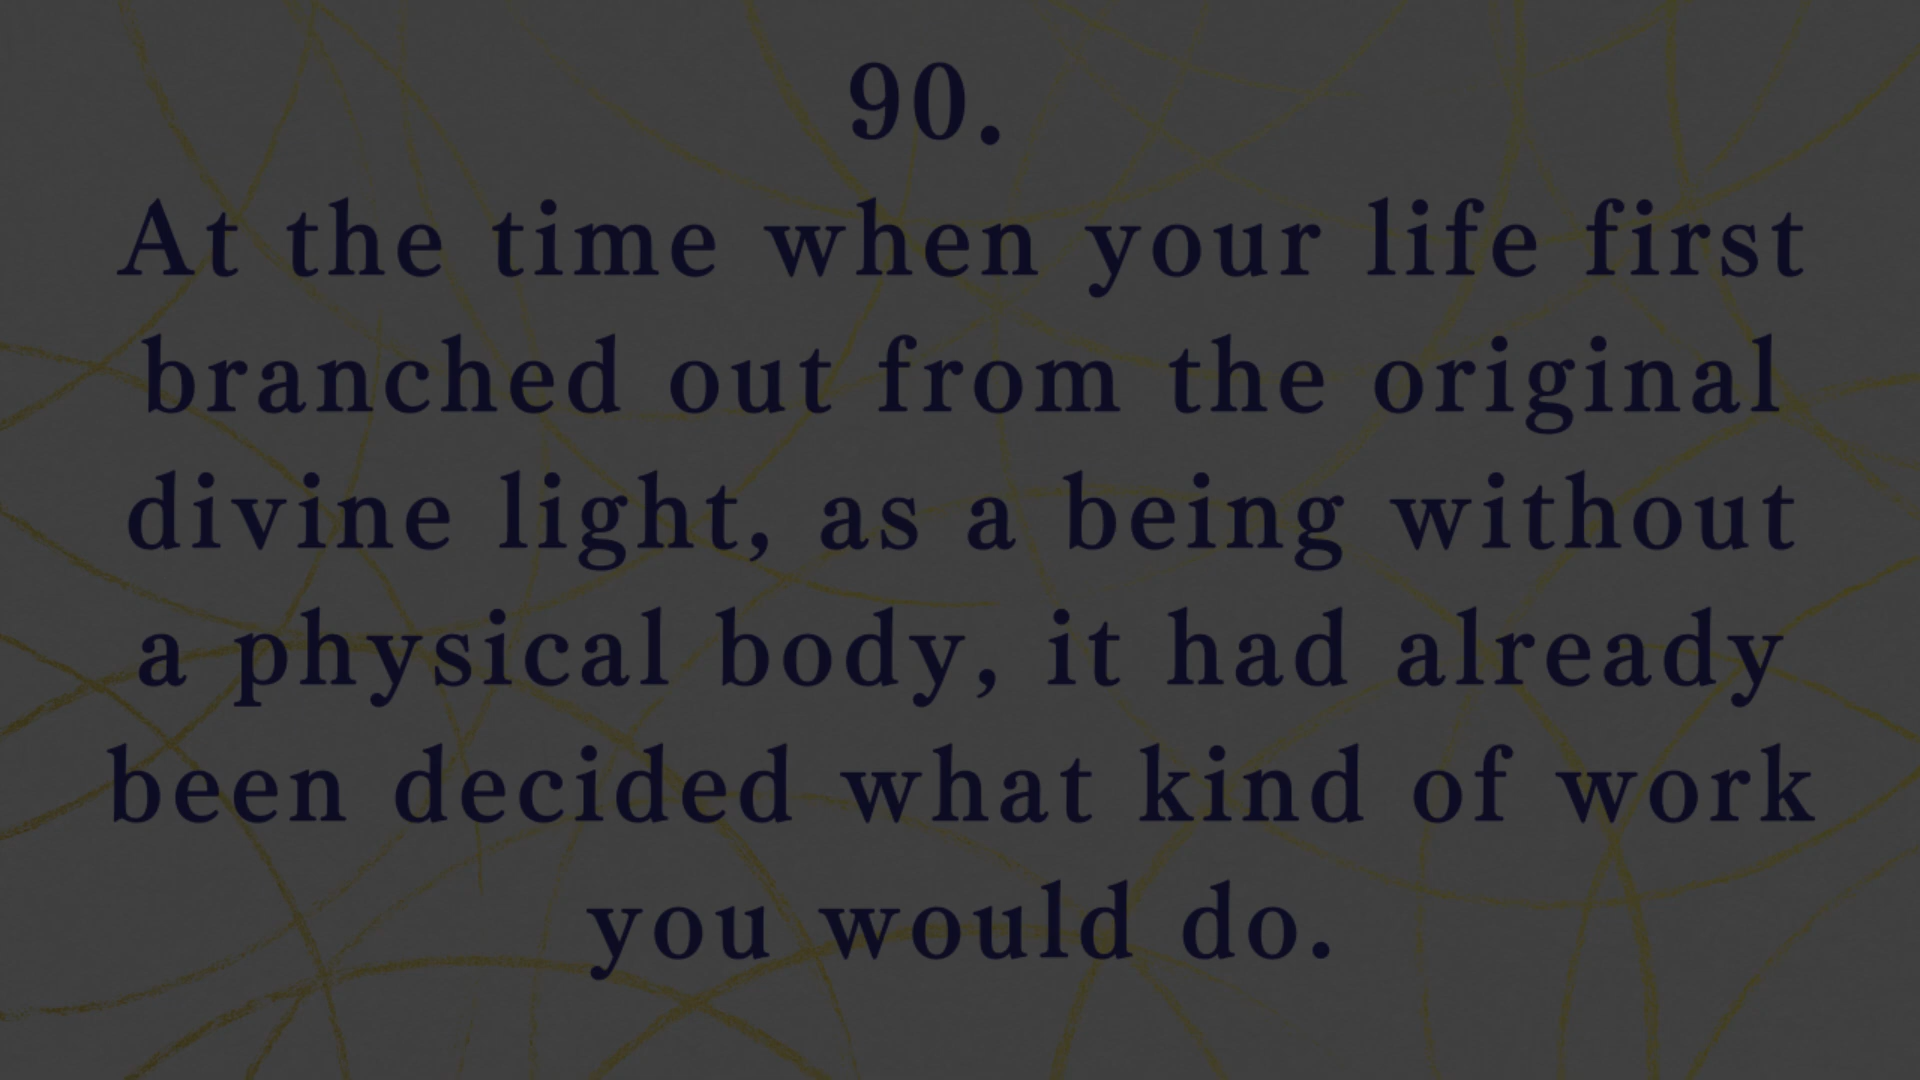 90.
At the time when your life first
branched out from the original
divine light, as a being without
a physical body, it had already
been decided what kind of work
you would do.